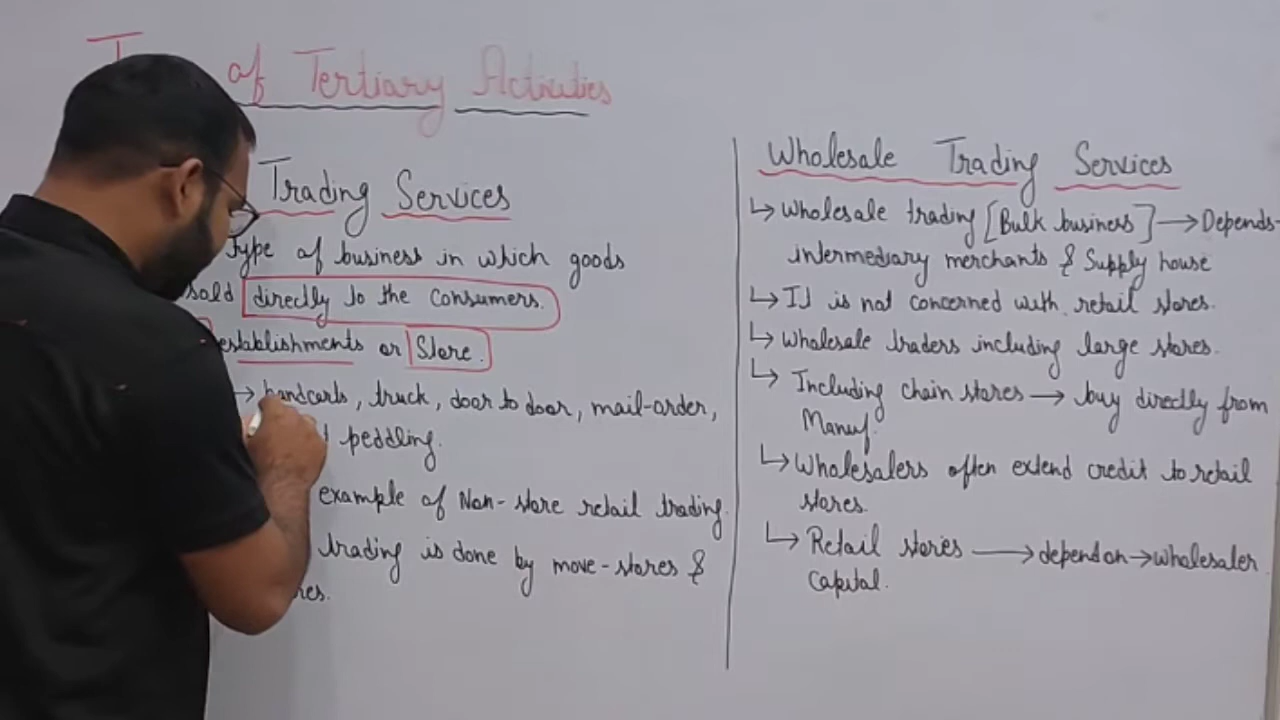 of Tertiary Activities
Trading Services
Type of business in which goods
sold directly to the consumers.
establishments or Store.
→ handcarts, truck, door to door, mail-order,
peddling.
example of Non-store retail trading.
trading is done by move-stores &
Wholesale Trading Services
↳ Wholesale trading [Bulk business] → Depends
intermediary merchants & Supply house
↳ It is not concerned with retail stores.
↳ Wholesale traders including large stores.
↳ Including chain stores → buy directly from
Manuf.
↳ Wholesalers often extend credit to retail
stores.
↳ Retail stores → depend on → wholesaler
Capital.